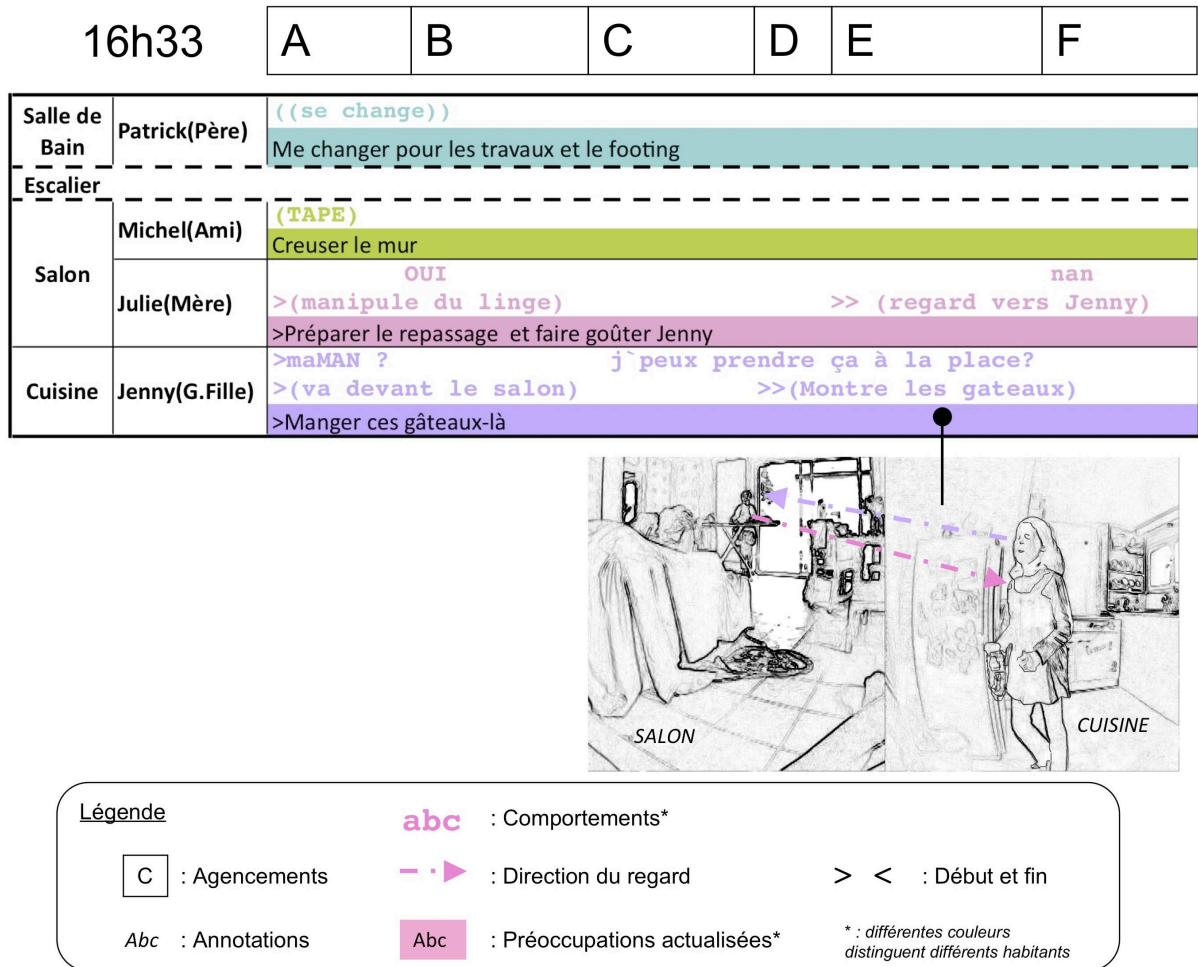 16h33 A B C D E F
Salle de Bain Patrick(Père) ((se change))
Me changer pour les travaux et le footing
Escalier
Salon Michel(Ami) (TAPE)
Creuser le mur
Julie(Mère) OUI nan
>(manipule du linge) >> (regard vers Jenny)
>Préparer le repassage et faire goûter Jenny
Cuisine Jenny(G.Fille) >maMAN ? j`peux prendre ça à la place?
>(va devant le salon) >>(Montre les gateaux)
>Manger ces gâteaux-là
SALON CUISINE
Légende
abc : Comportements*
C : Agencements : Direction du regard > < : Début et fin
Abc : Annotations Abc : Préoccupations actualisées* * : différentes couleurs
distinguent différents habitants